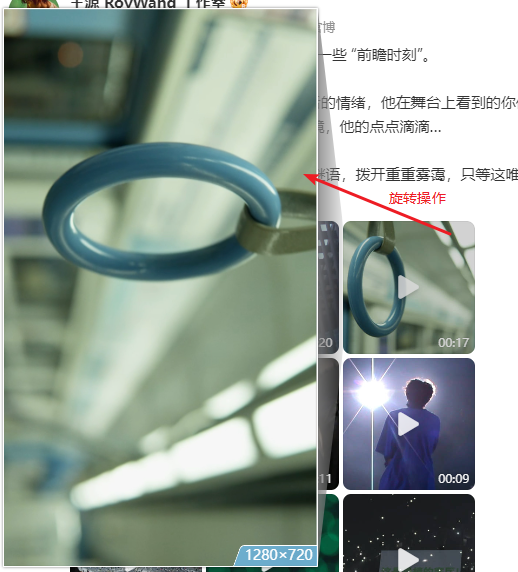 王源 RoyWang 工作室
博
一些 “前瞻时刻”。
的情绪，他在舞台上看到的你
，他的点点滴滴...
语，拨开重重雾霭，只等这唯
旋转操作
20
00:17
11
00:09
1280×720